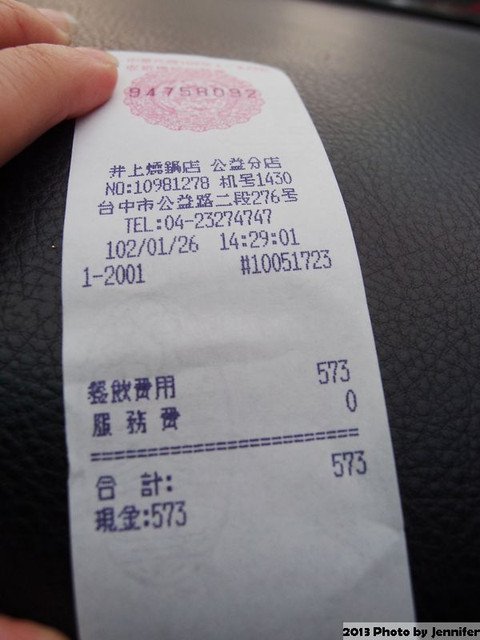 94758092
井上燒鍋店 公益分店
NO:10981278 机号1430
台中市公益路二段276号
TEL:04-23274747
102/01/26 14:29:01
1-2001 #10051723
餐飲費用 573
服務費 0
合計: 573
現金:573
2013 Photo by Jennifer